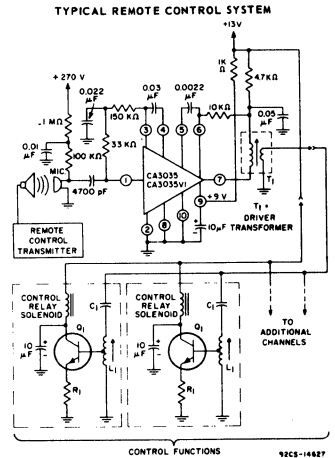 TYPICAL REMOTE CONTROL SYSTEM
+13V
+270 V
0.022 µF
0.03 µF
0.0022 µF
1K Ω
4.7KΩ
150 KΩ
10KΩ
1MΩ
0.05 µF
0.01 µF
100 KΩ
33 KΩ
3
4
5
6
MIC
4700 pF
1
CA3035
CA3035V1
7
T1
9
+9 V
T1 = DRIVER TRANSFORMER
2
8
10
10µF
REMOTE CONTROL TRANSMITTER
CONTROL RELAY SOLENOID
C1
CONTROL RELAY SOLENOID
C1
TO ADDITIONAL CHANNELS
10 µF
Q1
L1
10 µF
Q1
L1
R1
R1
CONTROL FUNCTIONS
92CS-14627